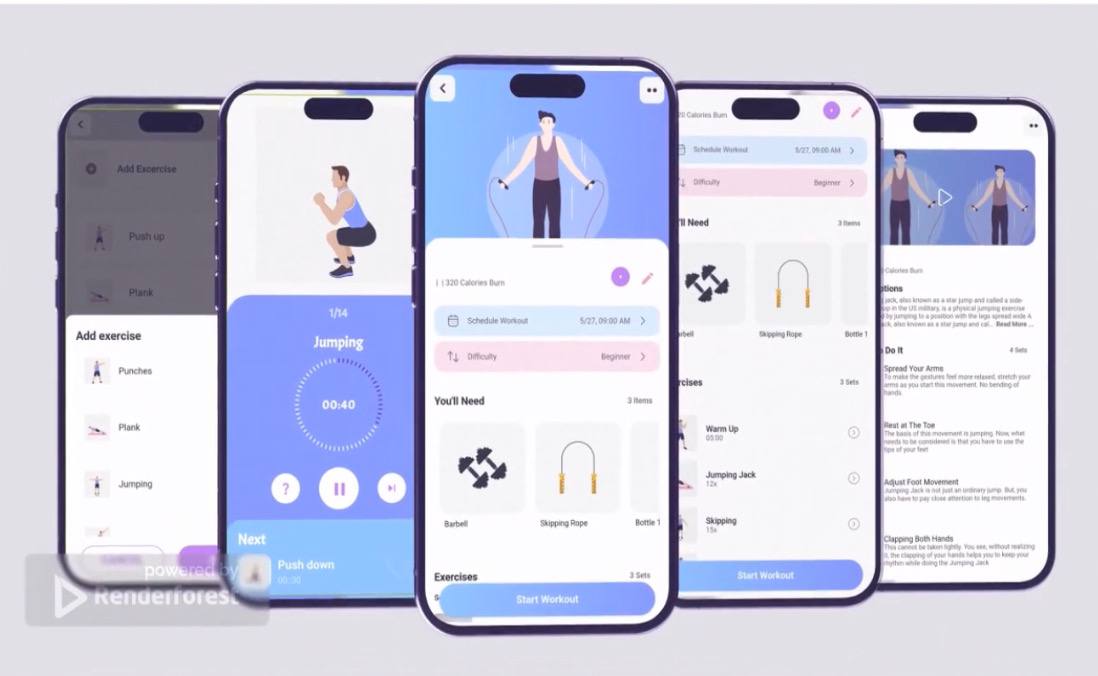 Add Excercise
Push up
Plank
Add exercise
Punches
Plank
Jumping
powered by
Renderforest
1/14
Jumping
00:40
?
Next
Push down
00:30
320 Calories Burn
Schedule Workout 5/27, 09:00 AM
Difficulty Beginner
You'll Need 3 Items
Barbell Skipping Rope Bottle 1
Exercises 3 Sets
Start Workout
20 Calories Burn
Schedule Workout 5/27, 09:00 AM
Difficulty Beginner
'll Need 3 Items
rbell Skipping Rope Bottle 1
rcises 3 Sets
Warm Up
05:00
Jumping Jack
12x
Skipping
15x
Start Workout
Calories Burn
tions
jack, also known as a star jump and called a side-
op in the US military, is a physical jumping exercise
d by jumping to a position with the legs spread wide A
ck, also known as a star jump and cal... Read More ...
Do It 4 Sets
Spread Your Arms
To make the gestures feel more relaxed, stretch your
arms as you start this movement. No bending of
hands.
Rest at The Toe
The basis of this movement is jumping. Now, what
needs to be considered is that you have to use the
tips of your feet
Adjust Foot Movement
Jumping Jack is not just an ordinary jump. But, you
also have to pay close attention to leg movements.
Clapping Both Hands
This cannot be taken lightly. You see, without realizing
it, the clapping of your hands helps you to keep your
rhythm while doing the Jumping Jack